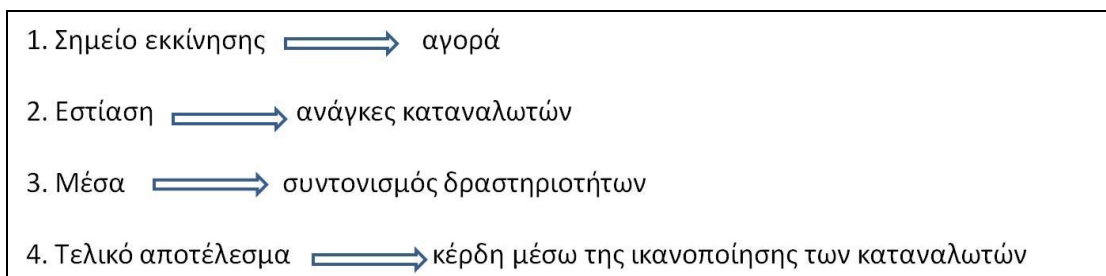 1. Σημείο εκκίνησης αγορά
2. Εστίαση ανάγκες καταναλωτών
3. Μέσα συντονισμός δραστηριοτήτων
4. Τελικό αποτέλεσμα κέρδη μέσω της ικανοποίησης των καταναλωτών